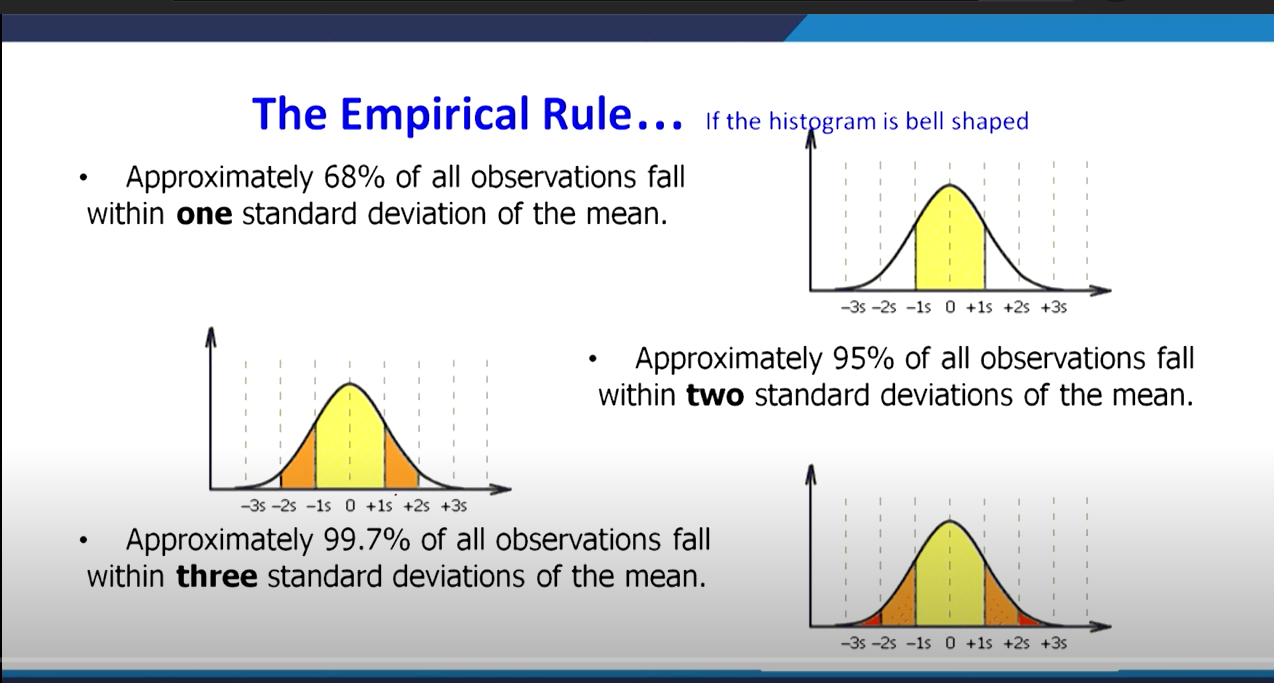 The Empirical Rule... If the histogram is bell shaped
• Approximately 68% of all observations fall
within one standard deviation of the mean.
–3s –2s –1s 0 +1s +2s +3s
• Approximately 95% of all observations fall
within two standard deviations of the mean.
–3s –2s –1s 0 +1s +2s +3s
• Approximately 99.7% of all observations fall
within three standard deviations of the mean.
–3s –2s –1s 0 +1s +2s +3s